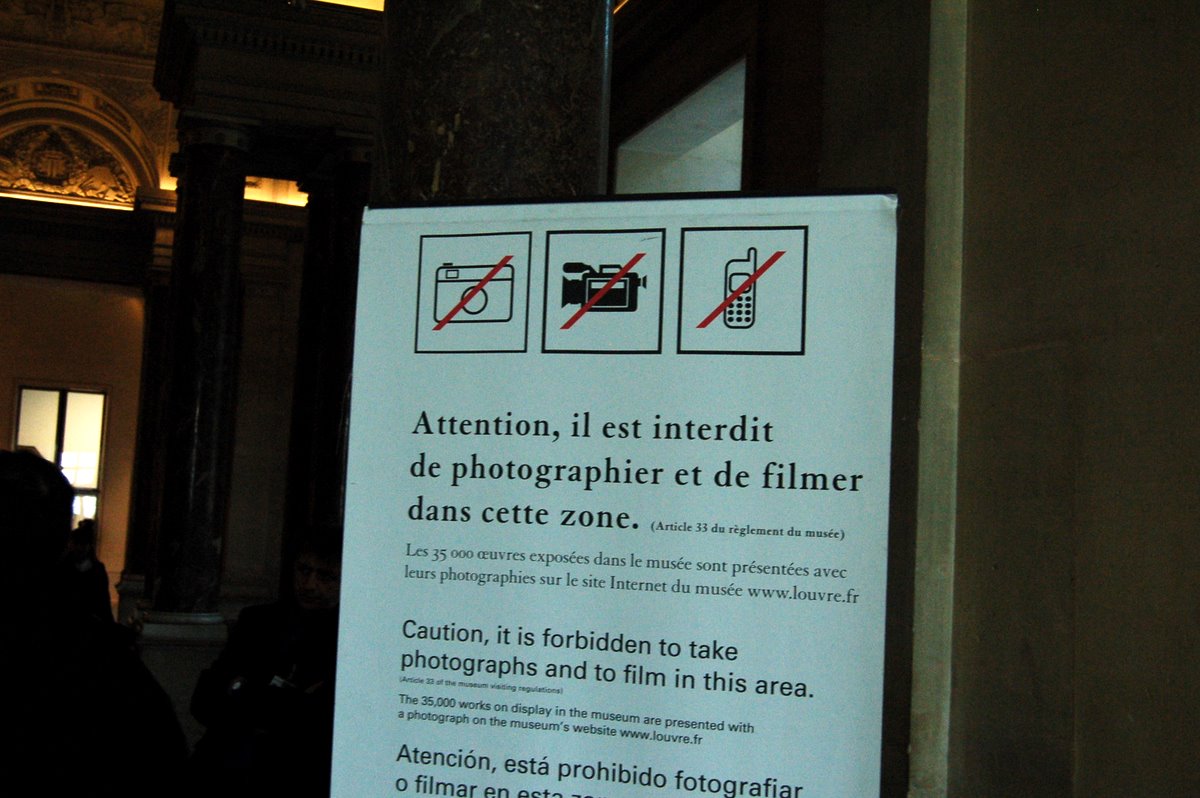 Attention, il est interdit
de photographier et de filmer
dans cette zone. (Article 33 du règlement du musée)
Les 35 000 œuvres exposées dans le musée sont présentées avec
leurs photographies sur le site Internet du musée www.louvre.fr
Caution, it is forbidden to take
photographs and to film in this area.
(Article 33 of the museum visiting regulations)
The 35,000 works on display in the museum are presented with
a photograph on the museum's website www.louvre.fr
Atención, está prohibido fotografiar
o filmar en esta